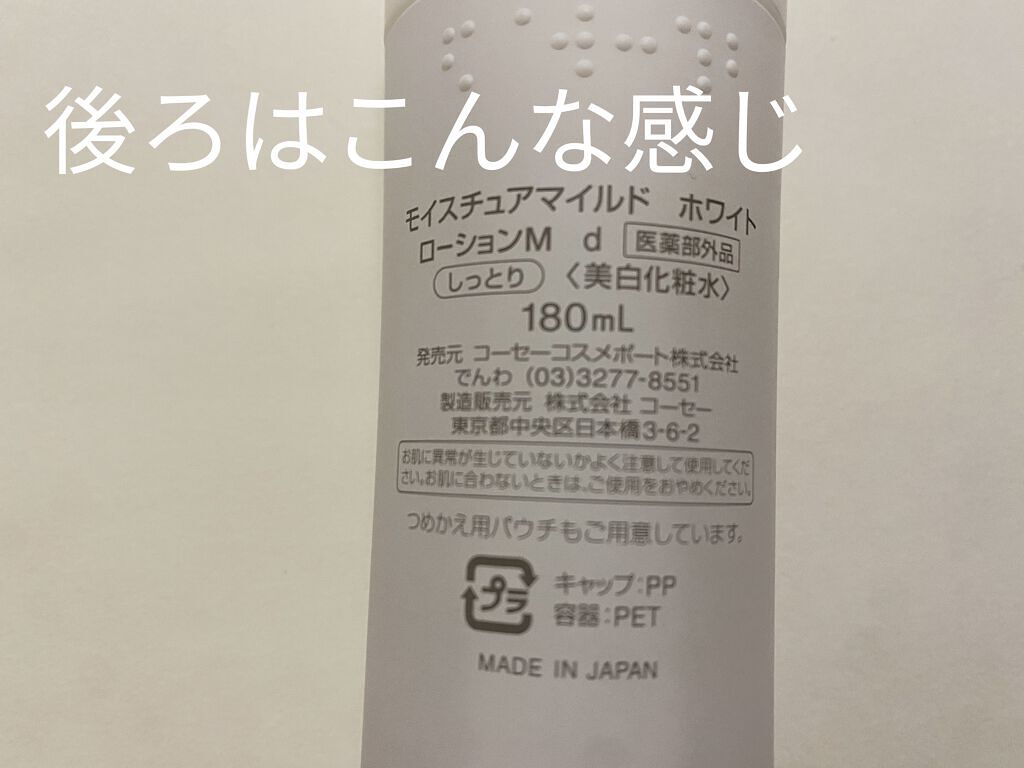 後ろはこんな感じ
モイスチュアマイルド ホワイト
ローションM d 医薬部外品
しっとり 〈美白化粧水〉
180mL
発売元 コーセーコスメポート株式会社
でんわ (03)3277-8551
製造販売元 株式会社 コーセー
東京都中央区日本橋3-6-2
お肌に異常が生じていないかよく注意して使用してくだ
さい。お肌に合わないときは、ご使用をおやめください。
つめかえ用パウチもご用意しています。
プラ キャップ:PP
容器:PET
MADE IN JAPAN